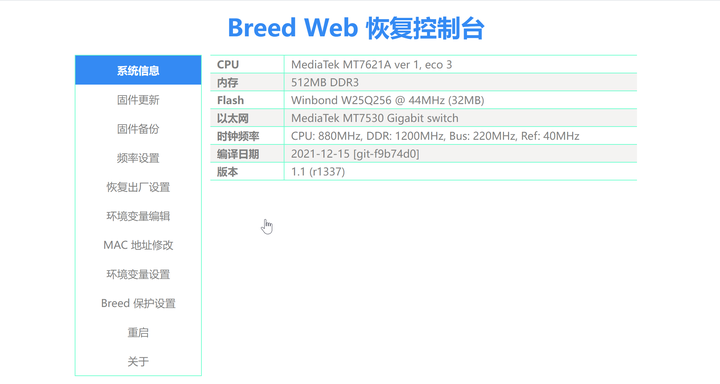 Breed Web 恢复控制台
系统信息
固件更新
固件备份
频率设置
恢复出厂设置
环境变量编辑
MAC 地址修改
环境变量设置
Breed 保护设置
重启
关于
CPU MediaTek MT7621A ver 1, eco 3
内存 512MB DDR3
Flash Winbond W25Q256 @ 44MHz (32MB)
以太网 MediaTek MT7530 Gigabit switch
时钟频率 CPU: 880MHz, DDR: 1200MHz, Bus: 220MHz, Ref: 40MHz
编译日期 2021-12-15 [git-f9b74d0]
版本 1.1 (r1337)